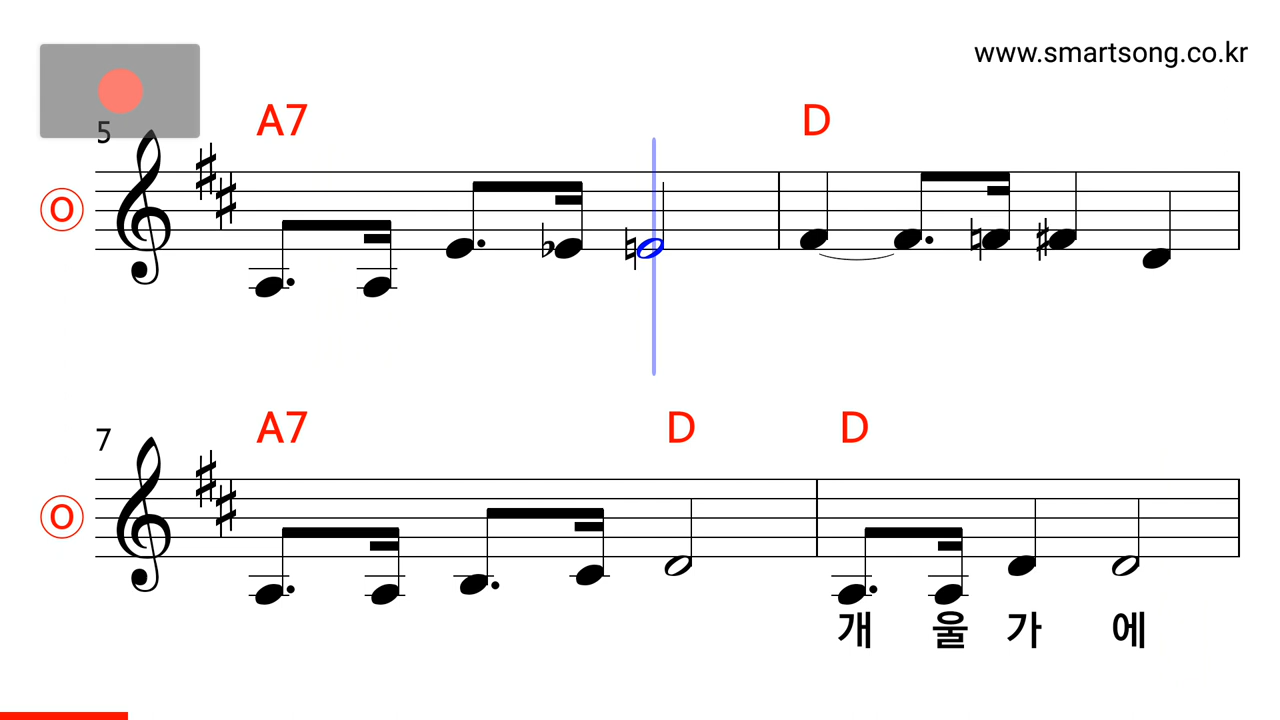 www.smartsong.co.kr
5
A7 D
O
7
A7 D D
O
개 울 가 에